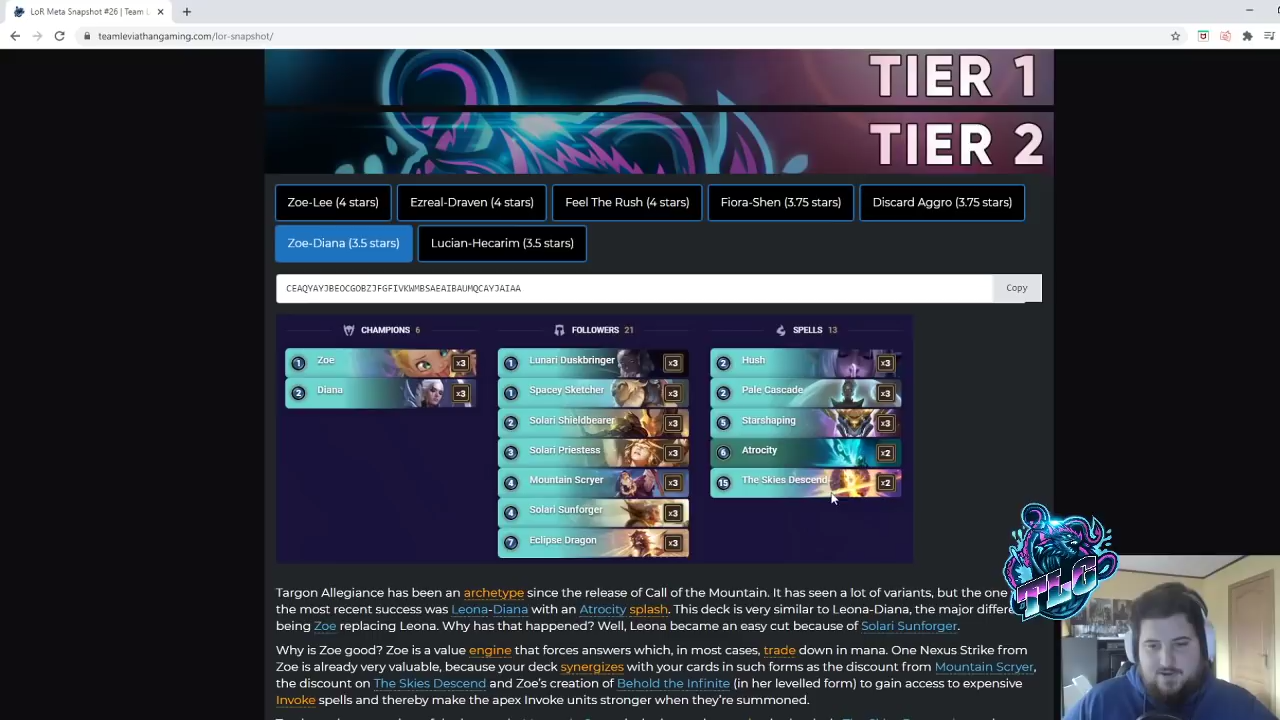 LoR Meta Snapshot #26 | Team L
teamleviathangaming.com/lor-snapshot/
TIER 1
TIER 2
Zoe-Lee (4 stars)
Ezreal-Draven (4 stars)
Feel The Rush (4 stars)
Fiora-Shen (3.75 stars)
Discard Aggro (3.75 stars)
Zoe-Diana (3.5 stars)
Lucian-Hecarim (3.5 stars)
CEAQYAYJBEOCGOBZJFGFIVKWMBSAEAIBAUMQCAYJAIAA
Copy
CHAMPIONS 6
1 Zoe x3
2 Diana x3
FOLLOWERS 21
1 Lunari Duskbringer x3
1 Spacey Sketcher x3
2 Solari Shieldbearer x3
3 Solari Priestess x3
4 Mountain Scryer x3
4 Solari Sunforger x3
7 Eclipse Dragon x3
SPELLS 13
2 Hush x3
2 Pale Cascade x3
5 Starshaping x3
6 Atrocity x2
15 The Skies Descend x2
Targon Allegiance has been an archetype since the release of Call of the Mountain. It has seen a lot of variants, but the one
the most recent success was Leona-Diana with an Atrocity splash. This deck is very similar to Leona-Diana, the major differe
being Zoe replacing Leona. Why has that happened? Well, Leona became an easy cut because of Solari Sunforger.
Why is Zoe good? Zoe is a value engine that forces answers which, in most cases, trade down in mana. One Nexus Strike from
Zoe is already very valuable, because your deck synergizes with your cards in such forms as the discount from Mountain Scryer,
the discount on The Skies Descend and Zoe's creation of Behold the Infinite (in her levelled form) to gain access to expensive
Invoke spells and thereby make the apex Invoke units stronger when they're summoned.
TLG